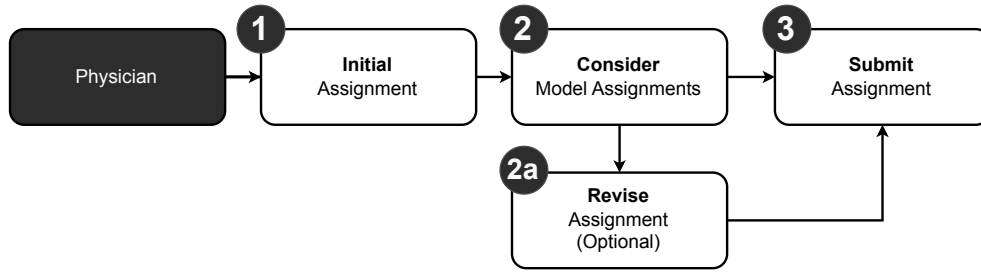 Physician
1
Initial
Assignment
2
Consider
Model Assignments
3
Submit
Assignment
2a
Revise
Assignment
(Optional)